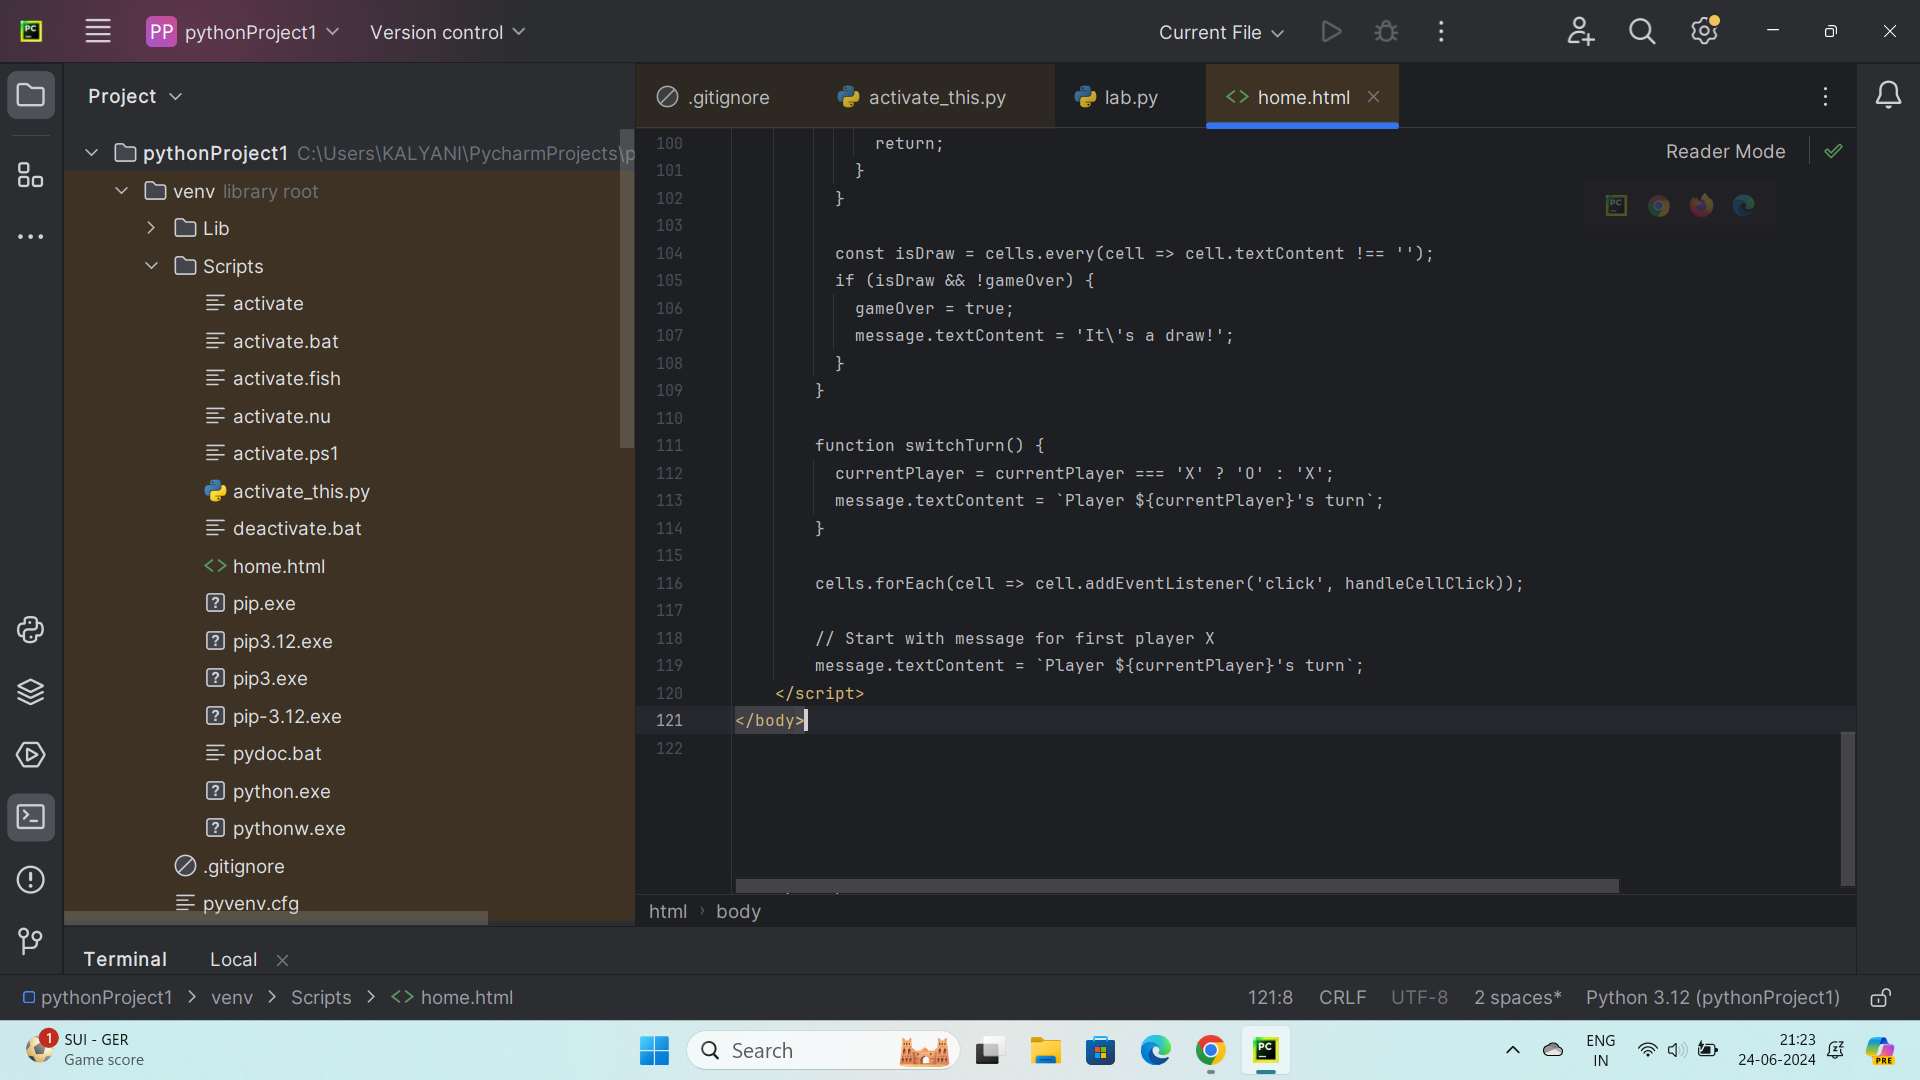 PC
PP pythonProject1
Version control
Current File
Project
.gitignore
activate_this.py
lab.py
home.html
pythonProject1 C:\Users\KALYANI\PycharmProjects\p
venv library root
Lib
Scripts
activate
activate.bat
activate.fish
activate.nu
activate.ps1
activate_this.py
deactivate.bat
home.html
pip.exe
pip3.12.exe
pip3.exe
pip-3.12.exe
pydoc.bat
python.exe
pythonw.exe
.gitignore
pyvenv.cfg
Reader Mode
100 return;
101 }
102 }
103
104 const isDraw = cells.every(cell => cell.textContent !== '');
105 if (isDraw && !gameOver) {
106 gameOver = true;
107 message.textContent = 'It\'s a draw!';
108 }
109 }
110
111 function switchTurn() {
112 currentPlayer = currentPlayer === 'X' ? 'O' : 'X';
113 message.textContent = `Player ${currentPlayer}'s turn`;
114 }
115
116 cells.forEach(cell => cell.addEventListener('click', handleCellClick));
117
118 // Start with message for first player X
119 message.textContent = `Player ${currentPlayer}'s turn`;
120 </script>
121 </body>
122
html › body
Terminal
Local
pythonProject1 > venv > Scripts > home.html
121:8
CRLF
UTF-8
2 spaces*
Python 3.12 (pythonProject1)
1
SUI - GER
Game score
Search
PC
ENG
IN
21:23
24-06-2024
PRE